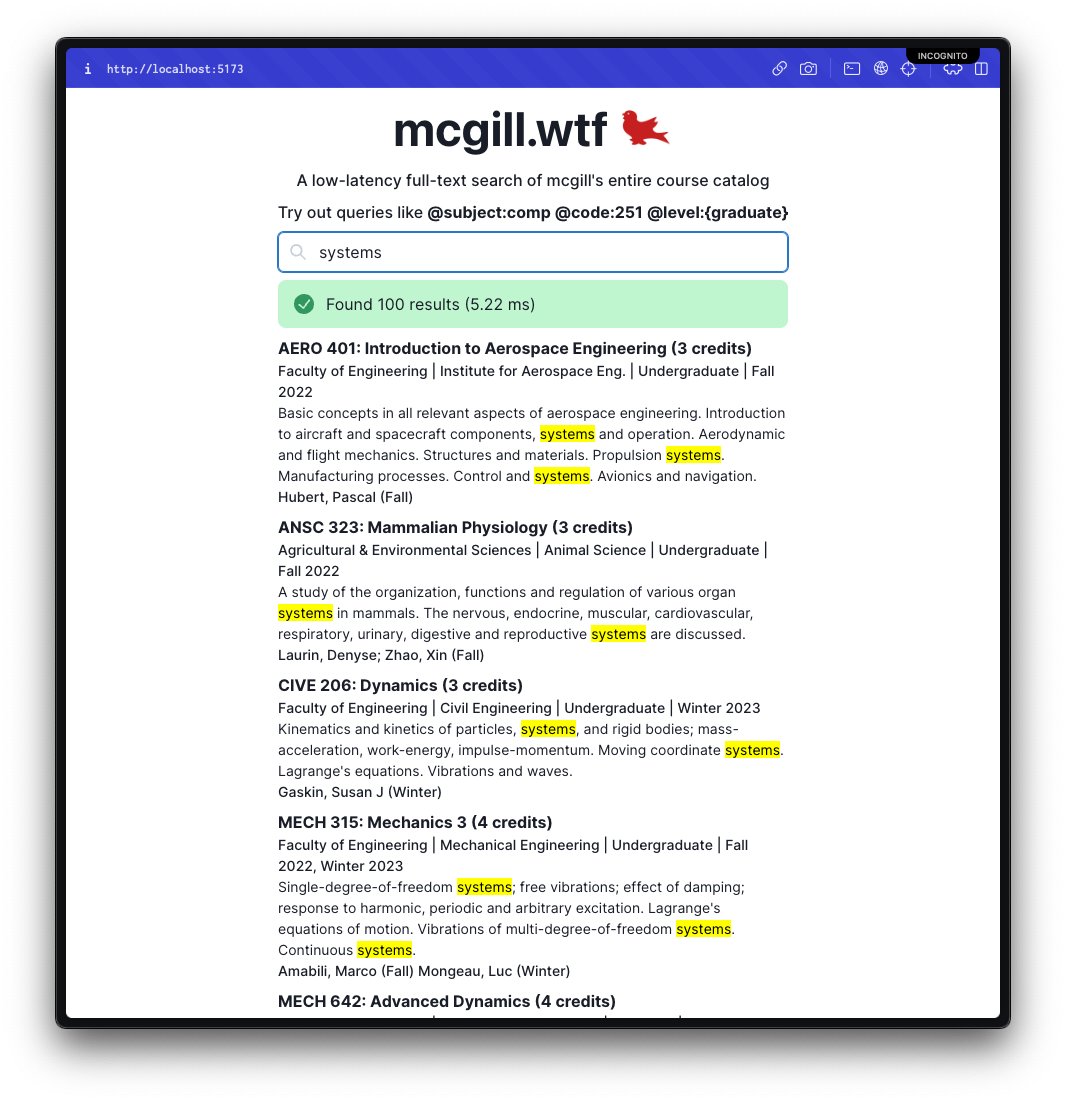 INCOGNITO
i http://localhost:5173
mcgill.wtf
A low-latency full-text search of mcgill's entire course catalog
Try out queries like @subject:comp @code:251 @level:{graduate}
systems
Found 100 results (5.22 ms)
AERO 401: Introduction to Aerospace Engineering (3 credits)
Faculty of Engineering | Institute for Aerospace Eng. | Undergraduate | Fall
2022
Basic concepts in all relevant aspects of aerospace engineering. Introduction
to aircraft and spacecraft components, systems and operation. Aerodynamic
and flight mechanics. Structures and materials. Propulsion systems.
Manufacturing processes. Control and systems. Avionics and navigation.
Hubert, Pascal (Fall)
ANSC 323: Mammalian Physiology (3 credits)
Agricultural & Environmental Sciences | Animal Science | Undergraduate |
Fall 2022
A study of the organization, functions and regulation of various organ
systems in mammals. The nervous, endocrine, muscular, cardiovascular,
respiratory, urinary, digestive and reproductive systems are discussed.
Laurin, Denyse; Zhao, Xin (Fall)
CIVE 206: Dynamics (3 credits)
Faculty of Engineering | Civil Engineering | Undergraduate | Winter 2023
Kinematics and kinetics of particles, systems, and rigid bodies; mass-
acceleration, work-energy, impulse-momentum. Moving coordinate systems.
Lagrange's equations. Vibrations and waves.
Gaskin, Susan J (Winter)
MECH 315: Mechanics 3 (4 credits)
Faculty of Engineering | Mechanical Engineering | Undergraduate | Fall
2022, Winter 2023
Single-degree-of-freedom systems; free vibrations; effect of damping;
response to harmonic, periodic and arbitrary excitation. Lagrange's
equations of motion. Vibrations of multi-degree-of-freedom systems.
Continuous systems.
Amabili, Marco (Fall) Mongeau, Luc (Winter)
MECH 642: Advanced Dynamics (4 credits)